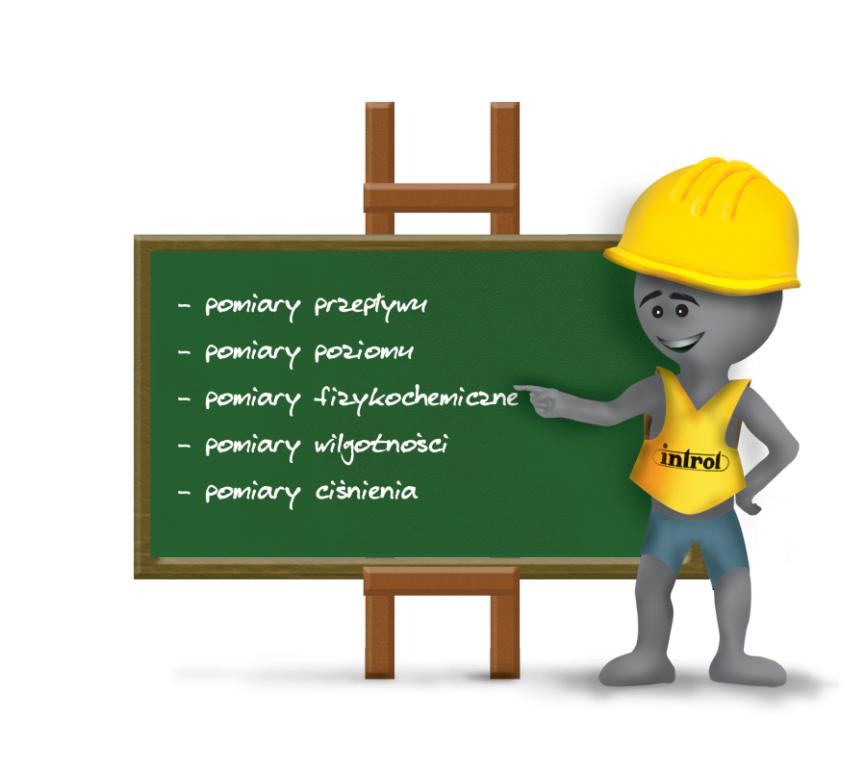 - pomiary przepływu
- pomiary poziomu
- pomiary fizykochemiczne
- pomiary wilgotności
- pomiary ciśnienia
introl